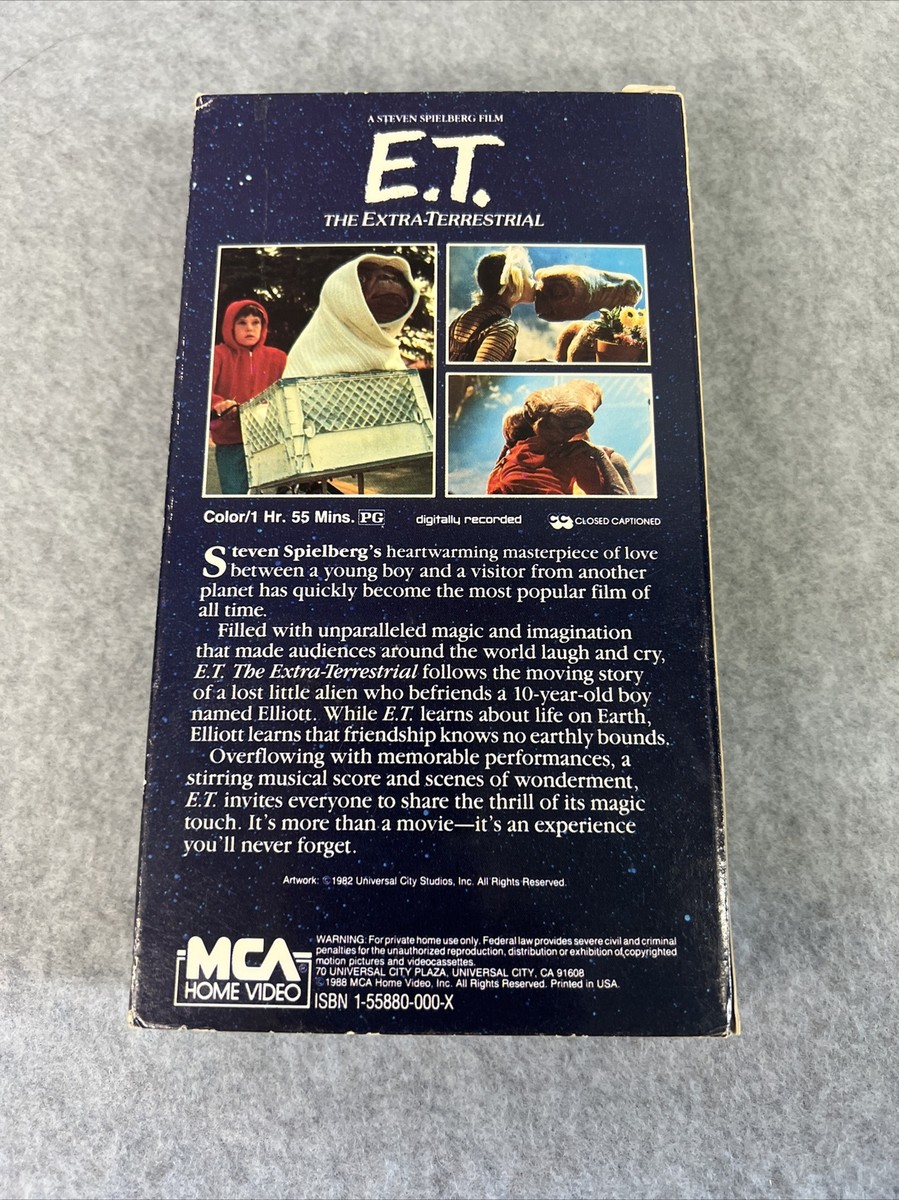 A STEVEN SPIELBERG FILM
E.T.
THE EXTRA-TERRESTRIAL
Color/1 Hr. 55 Mins. PG digitally recorded CC CLOSED CAPTIONED
Steven Spielberg's heartwarming masterpiece of love
between a young boy and a visitor from another
planet has quickly become the most popular film of
all time.
Filled with unparalleled magic and imagination
that made audiences around the world laugh and cry,
E.T. The Extra-Terrestrial follows the moving story
of a lost little alien who befriends a 10-year-old boy
named Elliott. While E.T. learns about life on Earth,
Elliott learns that friendship knows no earthly bounds.
Overflowing with memorable performances, a
stirring musical score and scenes of wonderment,
E.T. invites everyone to share the thrill of its magic
touch. It's more than a movie—it's an experience
you'll never forget.
Artwork: ©1982 Universal City Studios, Inc. All Rights Reserved.
MCA®
HOME VIDEO
WARNING: For private home use only. Federal law provides severe civil and criminal
penalties for the unauthorized reproduction, distribution or exhibition of copyrighted
motion pictures and videocassettes.
70 UNIVERSAL CITY PLAZA, UNIVERSAL CITY, CA 91608
©1988 MCA Home Video, Inc. All Rights Reserved. Printed in USA.
ISBN 1-55880-000-X